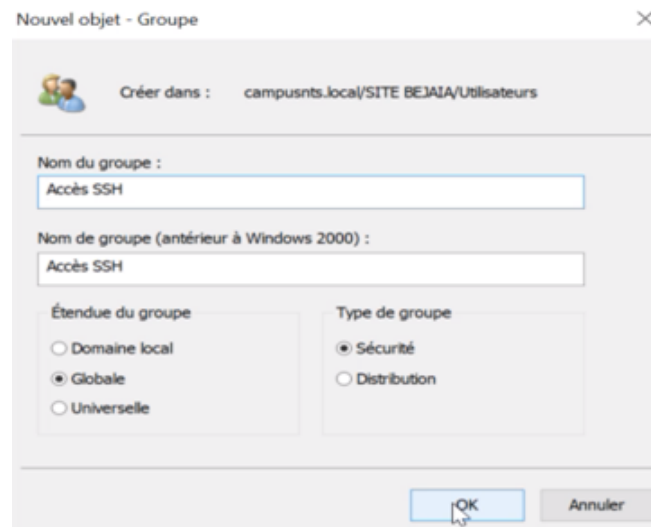 Nouvel objet - Groupe
Créer dans : campusnts.local/SITE BEJAIA/Utilisateurs
Nom du groupe :
Accès SSH
Nom de groupe (antérieur à Windows 2000) :
Accès SSH
Étendue du groupe Type de groupe
Domaine local Sécurité
Globale Distribution
Universelle
OK Annuler